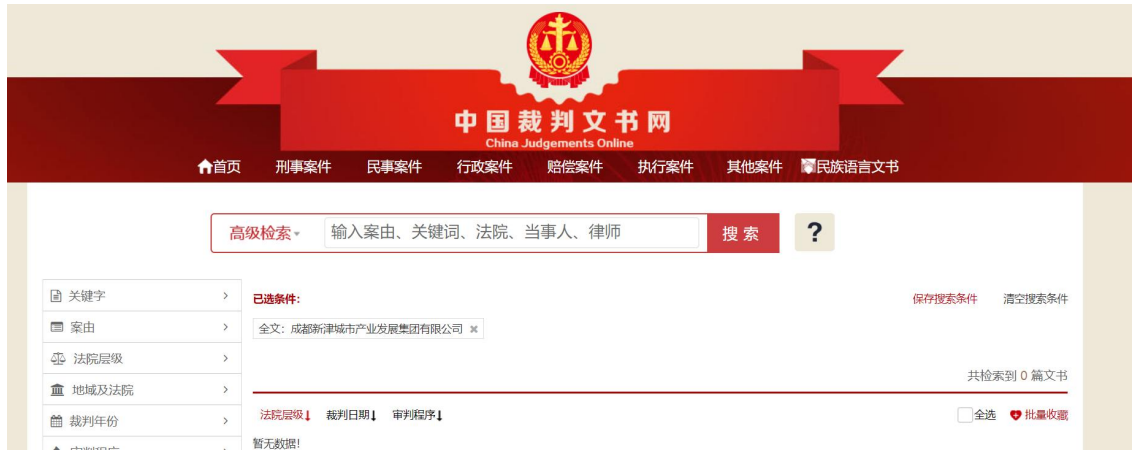 中国裁判文书网
China Judgements Online
首页 刑事案件 民事案件 行政案件 赔偿案件 执行案件 其他案件 民族语言文书
高级检索 输入案由、关键词、法院、当事人、律师 搜索 ?
关键字 > 已选条件: 保存搜索条件 清空搜索条件
案由 > 全文：成都新津城市产业发展集团有限公司 ×
法院层级 >
地域及法院 > 共检索到 0 篇文书
裁判年份 > 法院层级↓ 裁判日期↓ 审判程序↓ 全选 批量收藏
暂无数据!